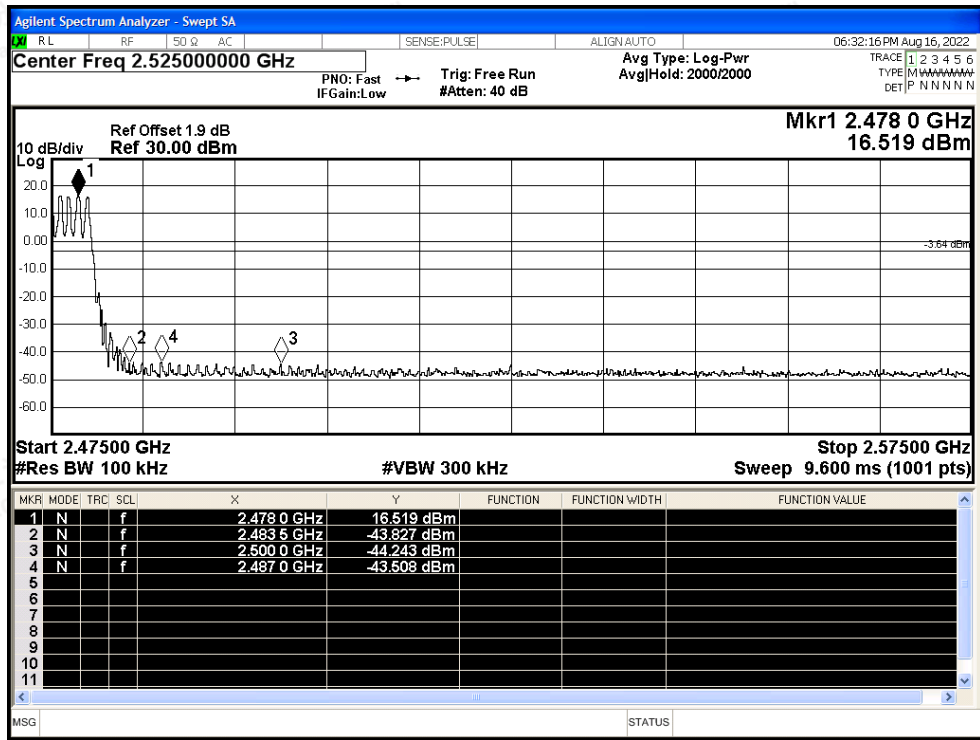 Agilent Spectrum Analyzer - Swept SA
LXI RL RF 50 Ω AC SENSE:PULSE ALIGN AUTO 06:32:16 PM Aug 16, 2022
Center Freq 2.525000000 GHz
PNO: Fast
IFGain:Low
Trig: Free Run
#Atten: 40 dB
Avg Type: Log-Pwr
Avg|Hold: 2000/2000
TRACE 1 2 3 4 5 6
TYPE M WWWWW
DET P N N N N N
Mkr1 2.478 0 GHz
16.519 dBm
Ref Offset 1.9 dB
10 dB/div Ref 30.00 dBm
Log
1
20.0
10.0
0.00
-3.64 dBm
-10.0
-20.0
-30.0
2 4 3
-40.0
-50.0
-60.0
Start 2.47500 GHz Stop 2.57500 GHz
#Res BW 100 kHz #VBW 300 kHz Sweep 9.600 ms (1001 pts)
MKR MODE TRC SCL X Y FUNCTION FUNCTION WIDTH FUNCTION VALUE
1 N f 2.478 0 GHz 16.519 dBm
2 N f 2.483 5 GHz -43.827 dBm
3 N f 2.500 0 GHz -44.243 dBm
4 N f 2.487 0 GHz -43.508 dBm
5
6
7
8
9
10
11
MSG STATUS